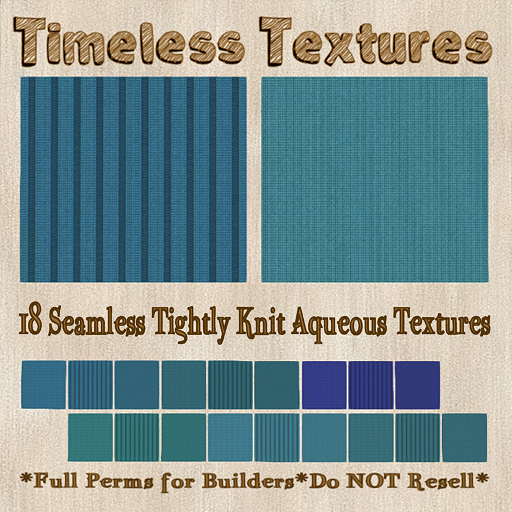 Timeless Textures
18 Seamless Tightly Knit Aqueous Textures
*Full Perms for Builders*Do NOT Resell*